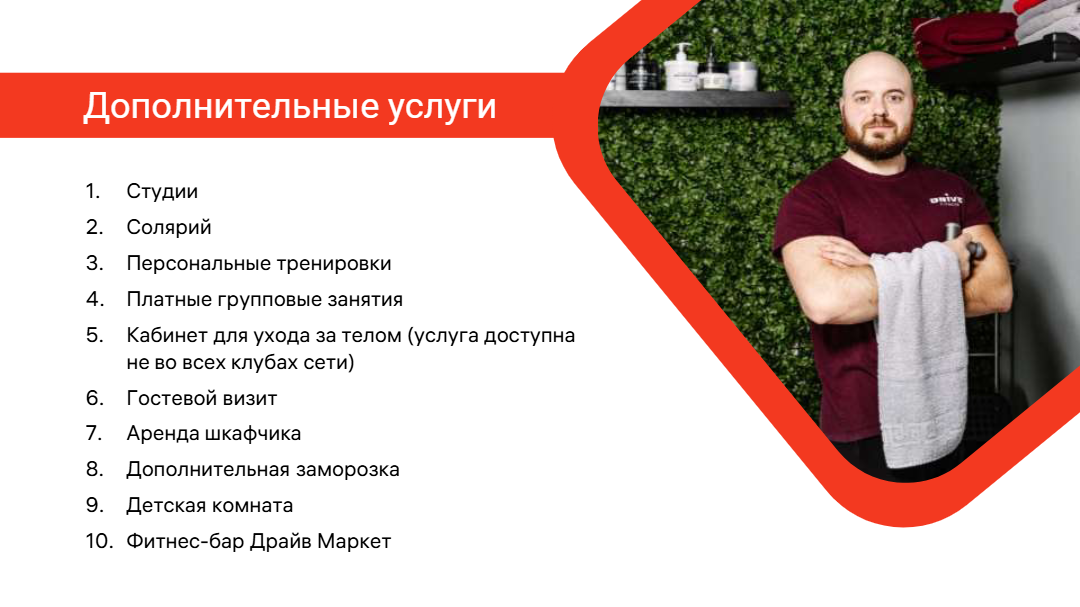 Дополнительные услуги
1. Студии
2. Солярий
3. Персональные тренировки
4. Платные групповые занятия
5. Кабинет для ухода за телом (услуга доступна
не во всех клубах сети)
6. Гостевой визит
7. Аренда шкафчика
8. Дополнительная заморозка
9. Детская комната
10. Фитнес-бар Драйв Маркет
DRIVE